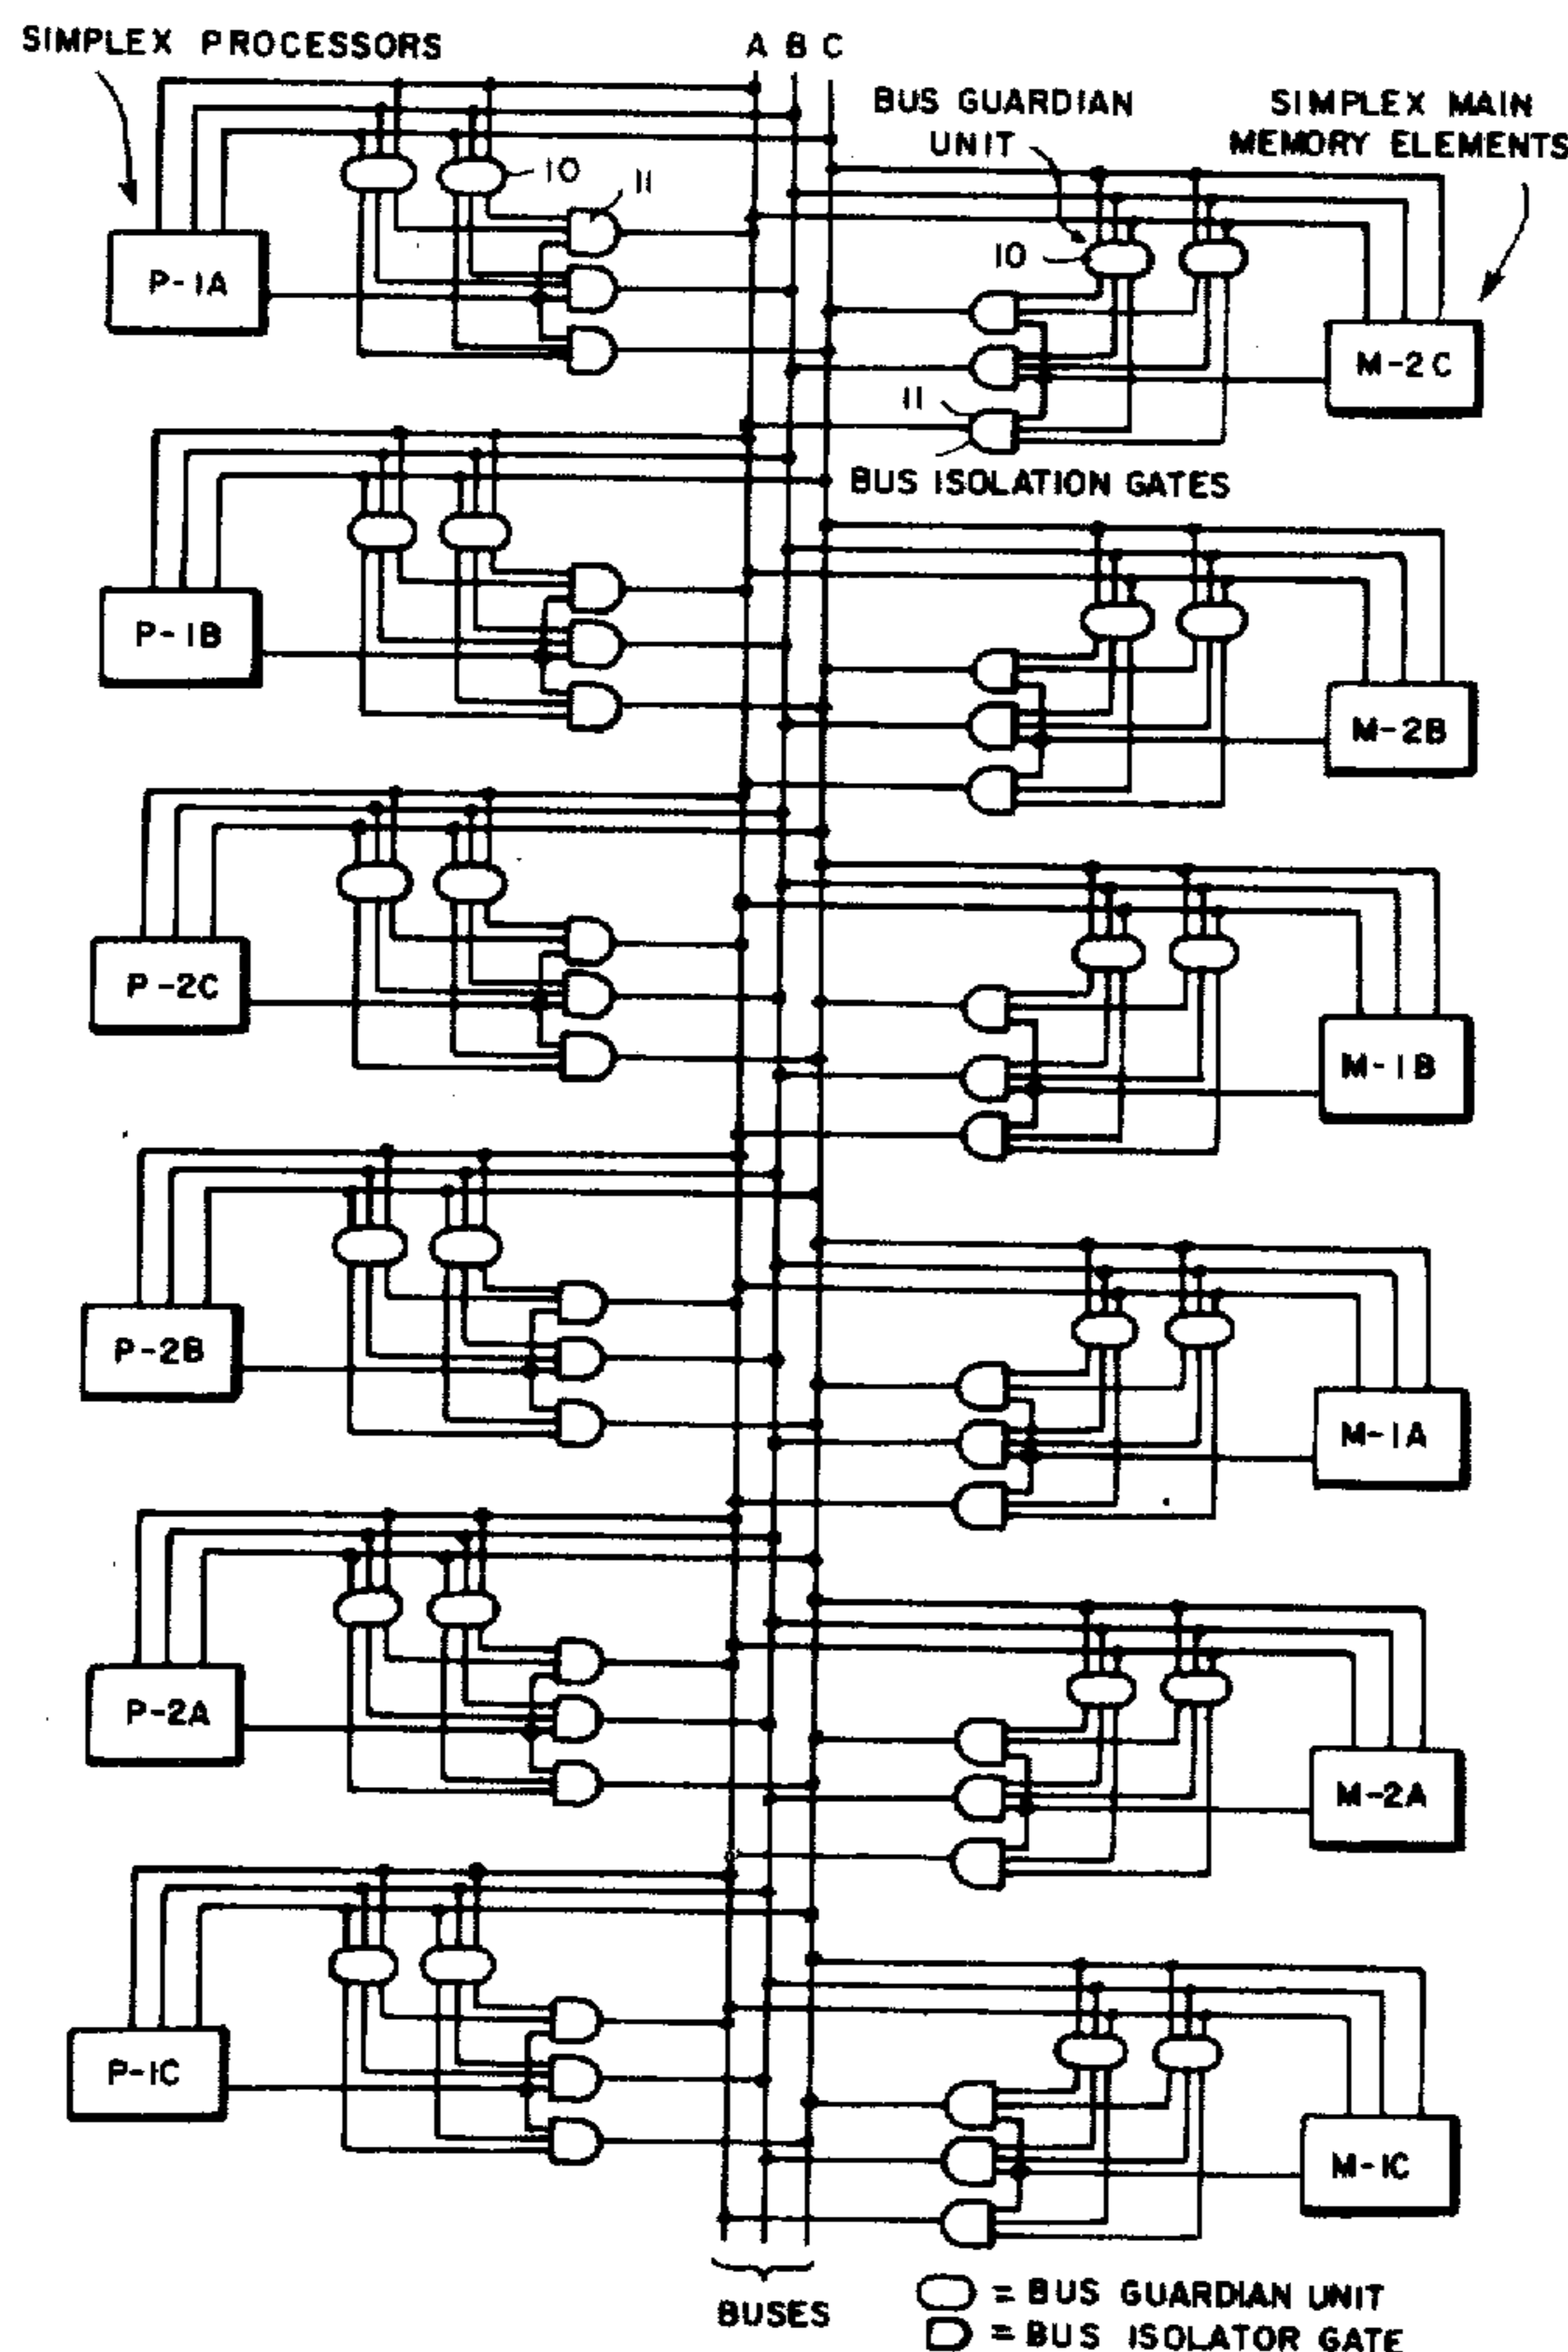 SIMPLEX PROCESSORS
A B C
BUS GUARDIAN
UNIT
SIMPLEX MAIN
MEMORY ELEMENTS
10
11
P-1A
10
M-2C
11
BUS ISOLATION GATES
P-1B
M-2B
P-2C
M-1B
P-2B
M-1A
P-2A
M-2A
P-1C
M-1C
BUSES
= BUS GUARDIAN UNIT
= BUS ISOLATOR GATE